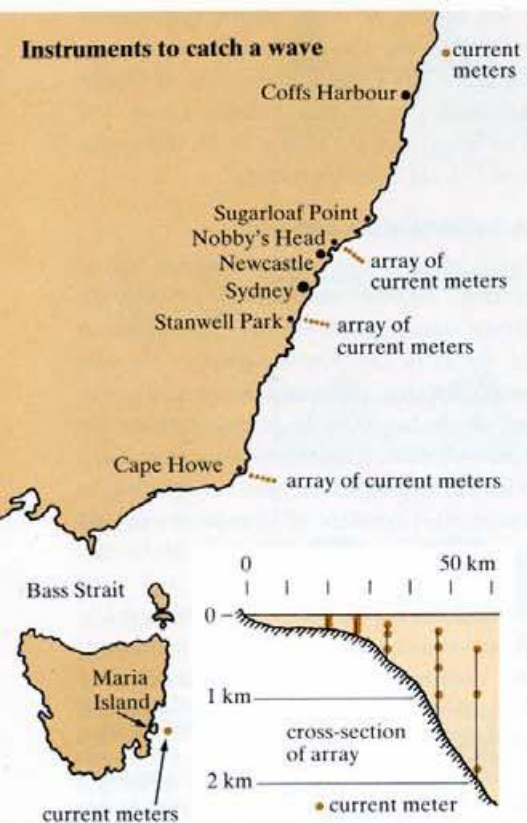 Instruments to catch a wave
current
meters
Coffs Harbour
Sugarloaf Point
Nobby's Head
Newcastle
array of
current meters
Sydney
Stanwell Park
array of
current meters
Cape Howe
array of current meters
Bass Strait
Maria
Island
current meters
0
50 km
0
1 km
cross-section
of array
2 km
current meter